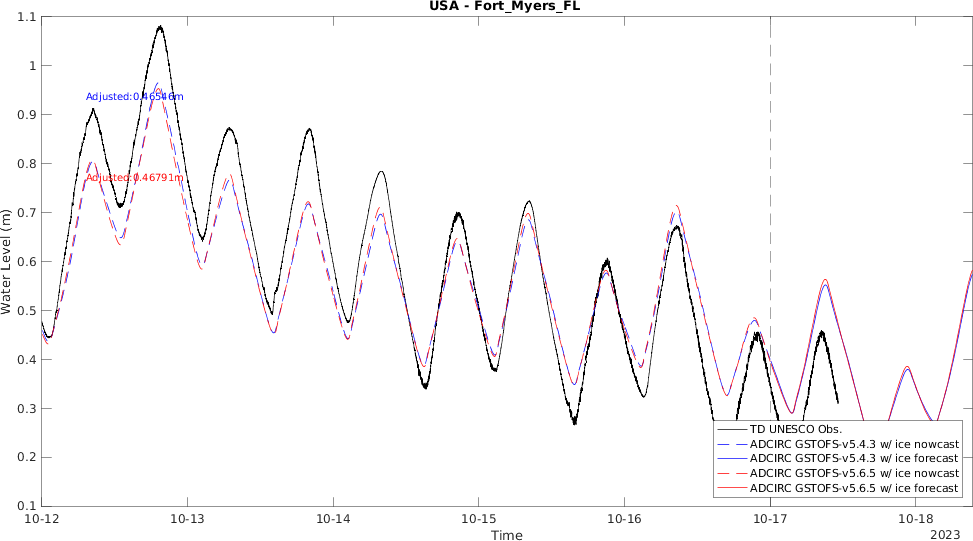 USA - Fort_Myers_FL
1.1
1
0.9
0.8
0.7
0.6
0.5
0.4
0.3
0.2
0.1
Water Level (m)
Adjusted:0.46546m
Adjusted:0.46791m
TD UNESCO Obs.
ADCIRC GSTOFS-v5.4.3 w/ ice nowcast
ADCIRC GSTOFS-v5.4.3 w/ ice forecast
ADCIRC GSTOFS-v5.6.5 w/ ice nowcast
ADCIRC GSTOFS-v5.6.5 w/ ice forecast
10-12 10-13 10-14 10-15 10-16 10-17 10-18
Time
2023